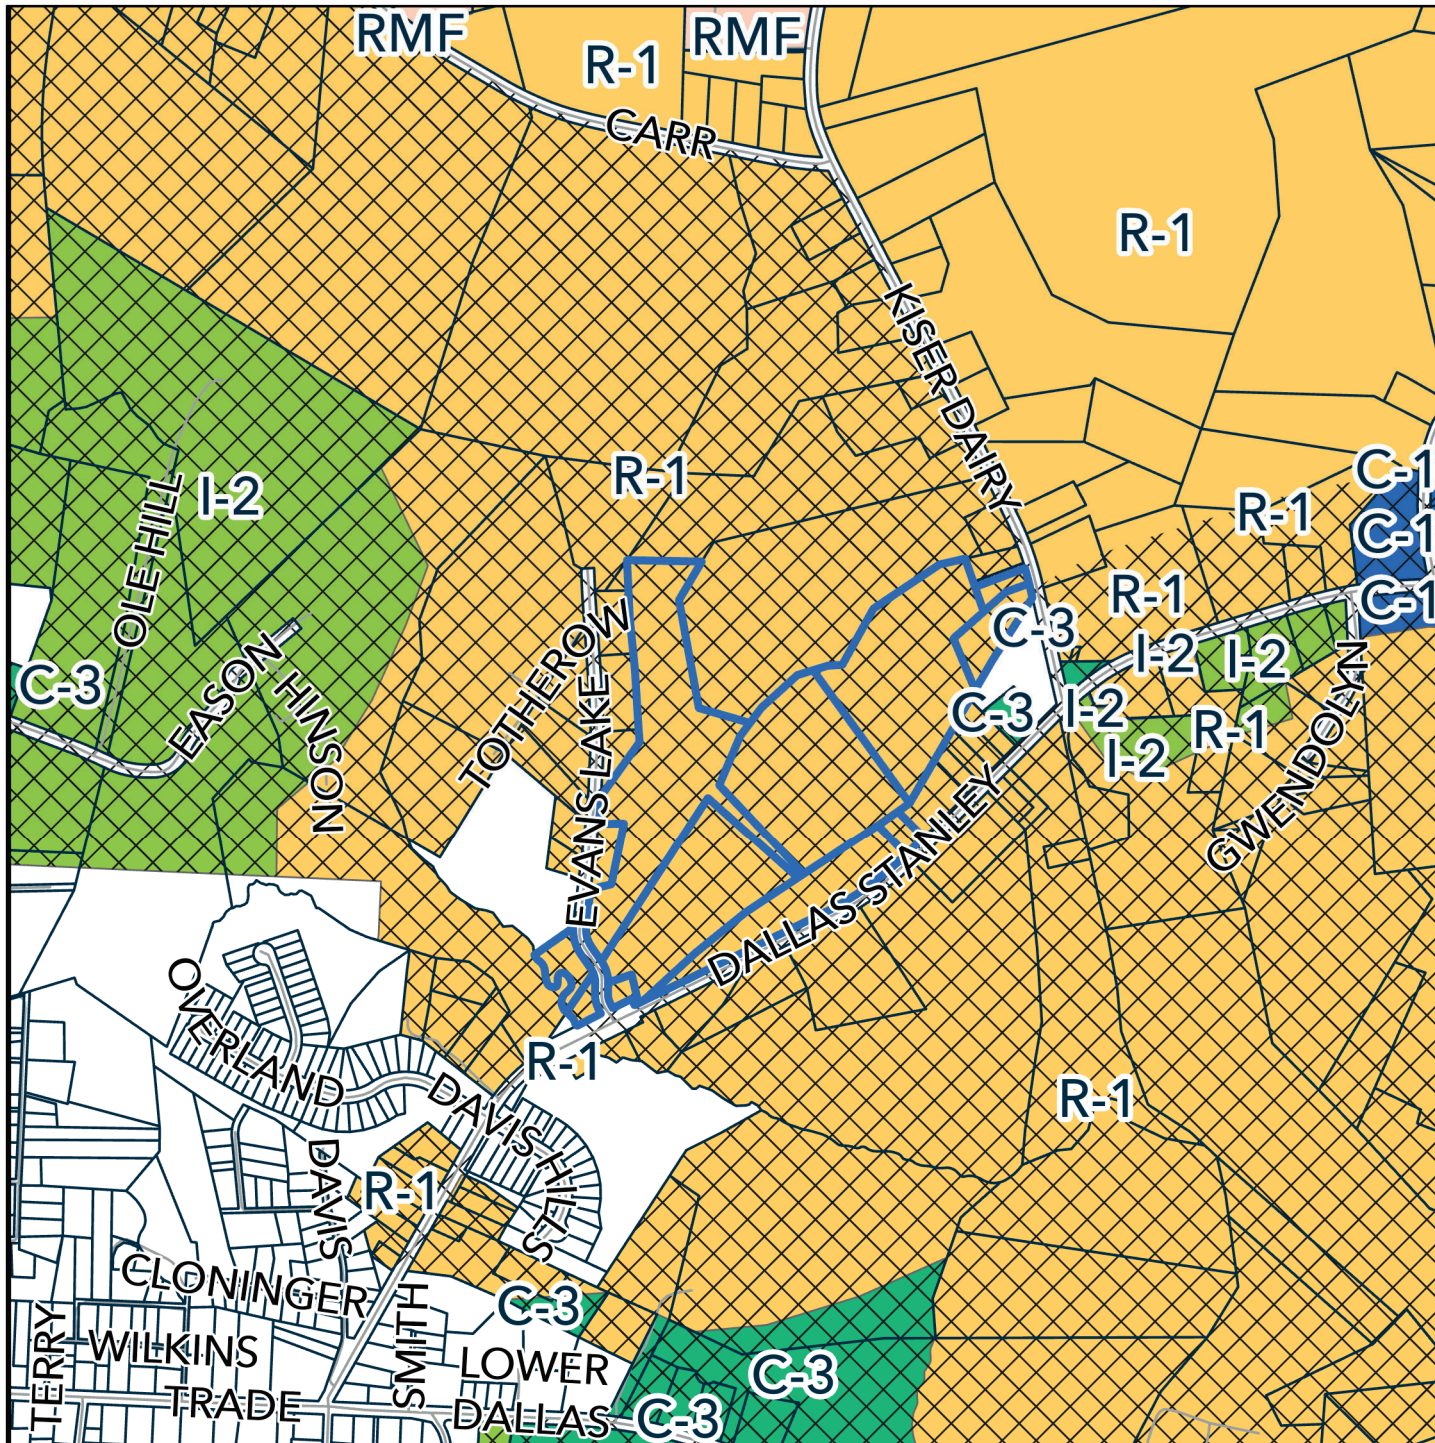 RMF
R-1
RMF
CARR
R-1
KISER DAIRY
R-1
C-1
I-2
R-1
C-1
OLE HILL
R-1
C-1
TOTHEROW
C-3
I-2
I-2
EASON
HINSON
C-3
EVANS LAKE
C-3
I-2
R-1
I-2
GWENDOLYN
DALLAS STANLEY
OVERLAND
R-1
DAVIS HILLS
R-1
DAVIS
R-1
CLONINGER
C-3
SMITH
TERRY
WILKINS
LOWER
DALLAS
TRADE
C-3
C-3